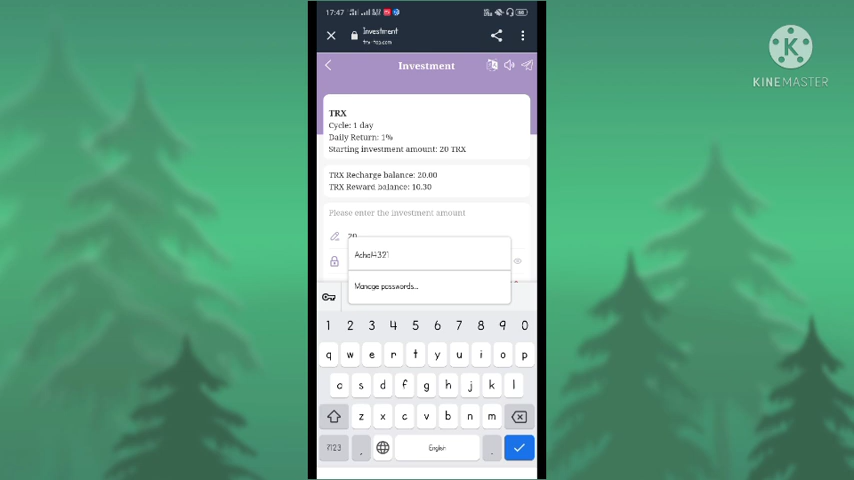 17:47
Investment
Investment
TRX
Cycle: 1 day
Daily Return: 1%
Starting investment amount: 20 TRX
TRX Recharge balance: 20.00
TRX Reward balance: 10.30
Please enter the investment amount
20
Achal4321
Manage passwords...
1 2 3 4 5 6 7 8 9 0
q w e r t y u i o p
a s d f g h j k l
z x c v b n m
?123 , English .
K
KINEMASTER